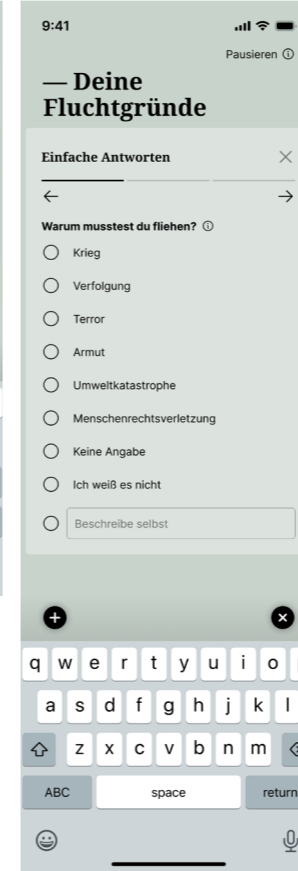 9:41
Pausieren
— Deine
Fluchtgründe
Einfache Antworten
Warum musstest du fliehen?
Krieg
Verfolgung
Terror
Armut
Umweltkatastrophe
Menschenrechtsverletzung
Keine Angabe
Ich weiß es nicht
Beschreibe selbst
q w e r t y u i o
a s d f g h j k l
z x c v b n m
ABC space return